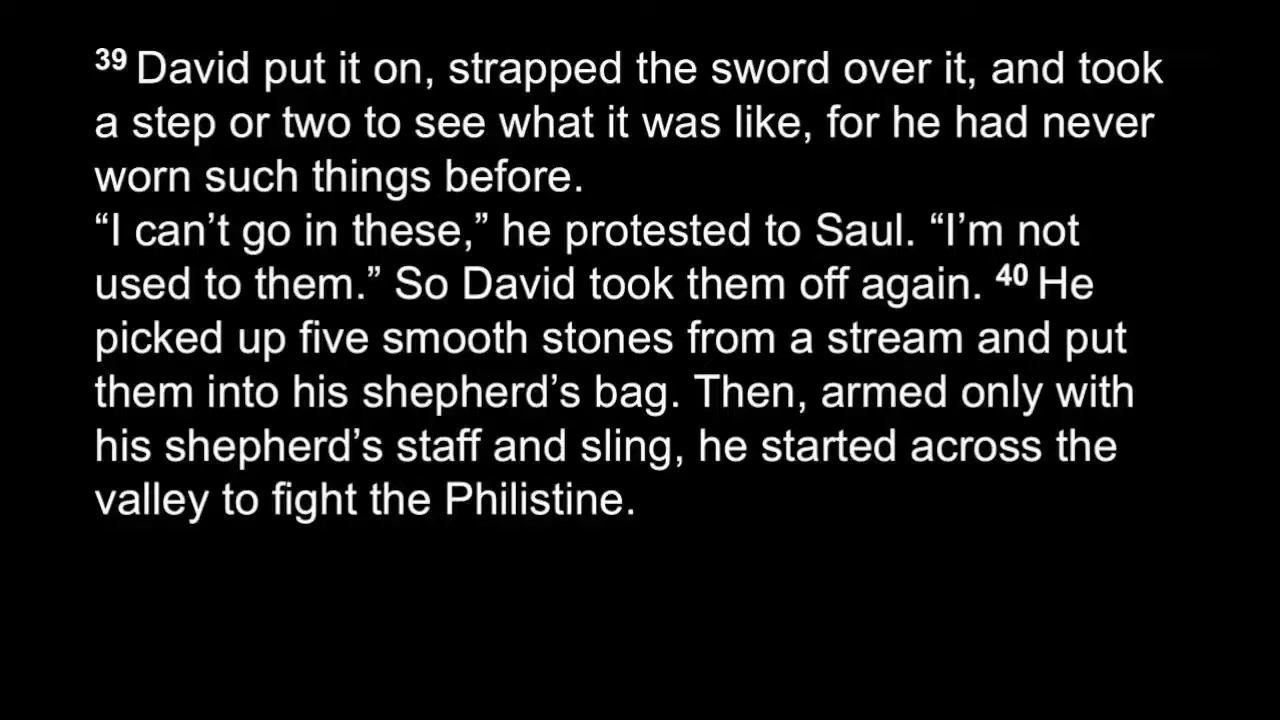 39 David put it on, strapped the sword over it, and took
a step or two to see what it was like, for he had never
worn such things before.
“I can’t go in these,” he protested to Saul. “I’m not
used to them.” So David took them off again. 40 He
picked up five smooth stones from a stream and put
them into his shepherd’s bag. Then, armed only with
his shepherd’s staff and sling, he started across the
valley to fight the Philistine.